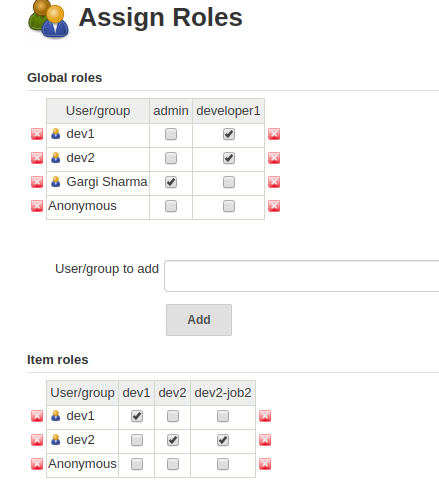 Assign Roles
Global roles
User/group admin developer1
dev1
dev2
Gargi Sharma
Anonymous
User/group to add
Add
Item roles
User/group dev1 dev2 dev2-job2
dev1
dev2
Anonymous